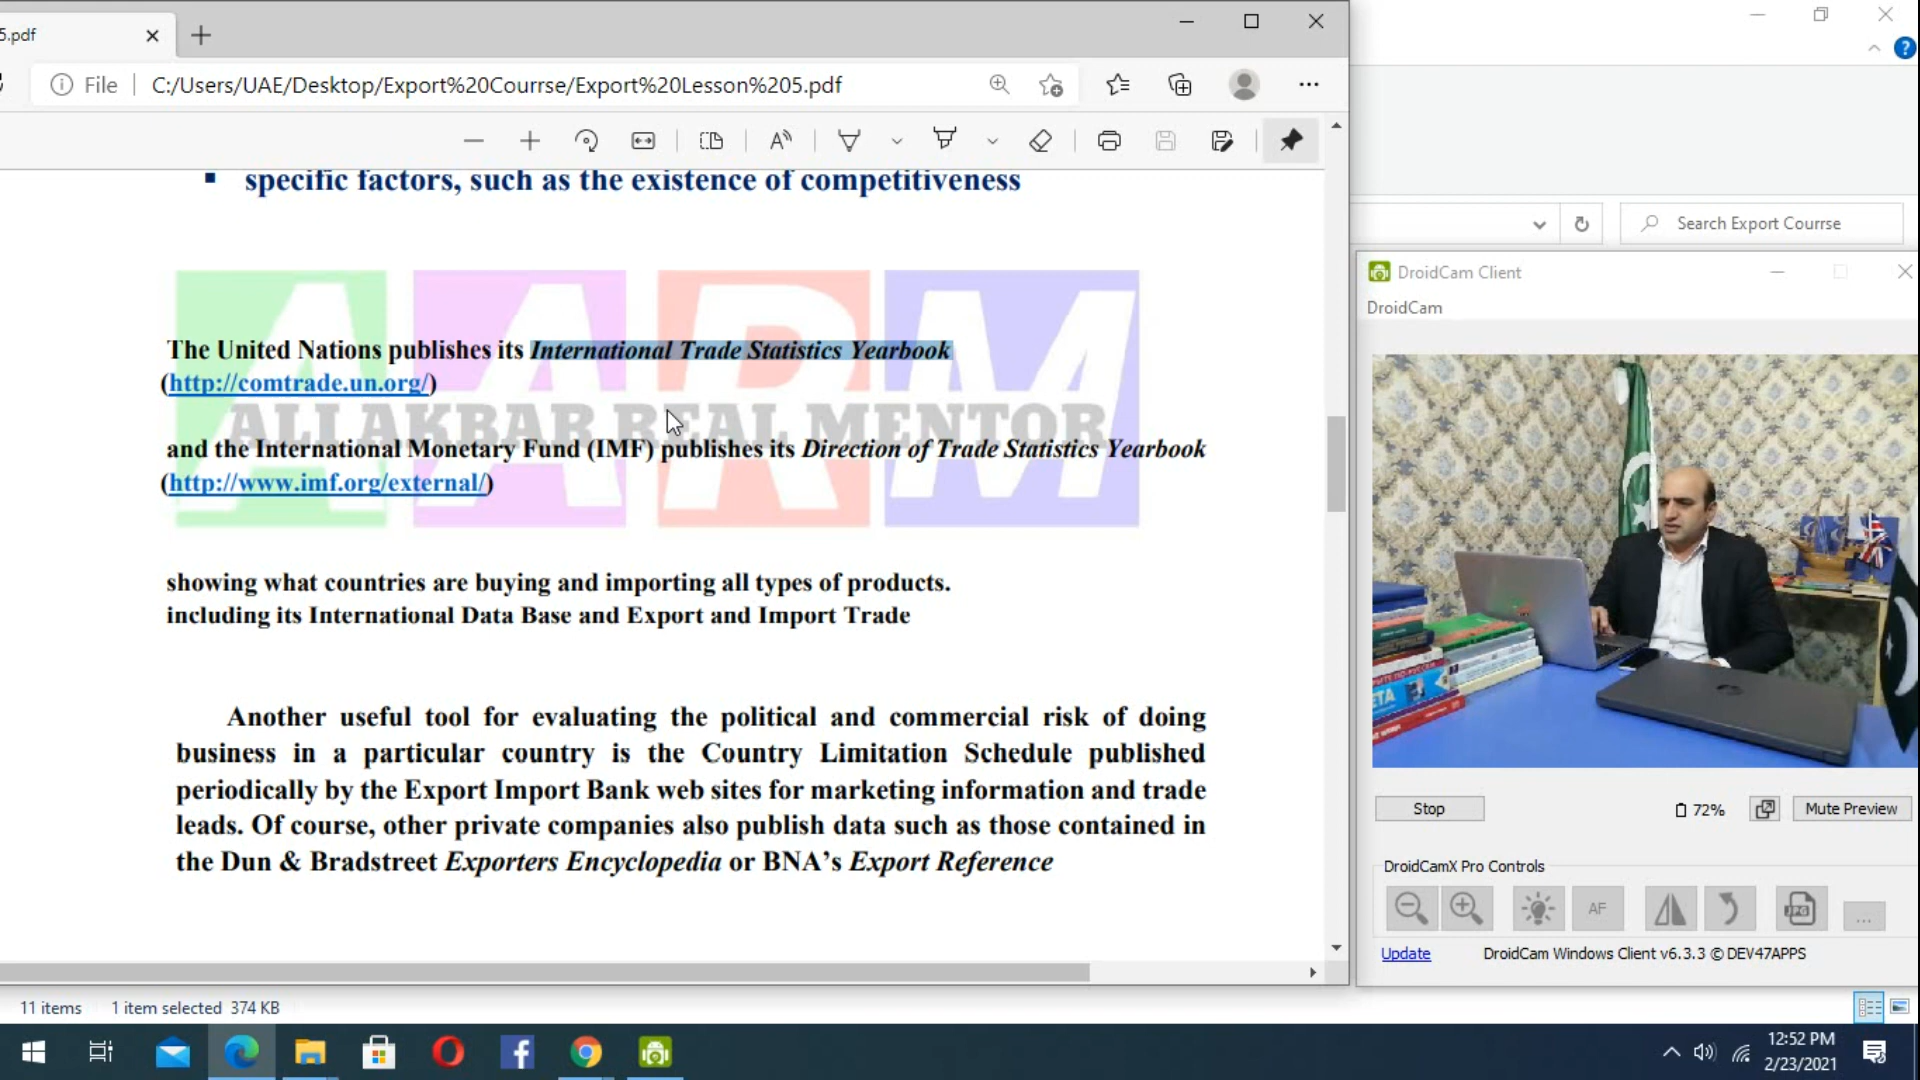 5.pdf
File
C:/Users/UAE/Desktop/Export%20Courrse/Export%20Lesson%205.pdf
specific factors, such as the existence of competitiveness
AARM
ALI AKBAR REAL MENTOR
The United Nations publishes its International Trade Statistics Yearbook
(http://comtrade.un.org/)
and the International Monetary Fund (IMF) publishes its Direction of Trade Statistics Yearbook
(http://www.imf.org/external/)
showing what countries are buying and importing all types of products.
including its International Data Base and Export and Import Trade
Another useful tool for evaluating the political and commercial risk of doing
business in a particular country is the Country Limitation Schedule published
periodically by the Export Import Bank web sites for marketing information and trade
leads. Of course, other private companies also publish data such as those contained in
the Dun & Bradstreet Exporters Encyclopedia or BNA's Export Reference
Search Export Courrse
DroidCam Client
DroidCam
Stop
72%
Mute Preview
DroidCamX Pro Controls
AF
JPG
...
Update
DroidCam Windows Client v6.3.3 © DEV47APPS
11 items
1 item selected 374 KB
12:52 PM
2/23/2021